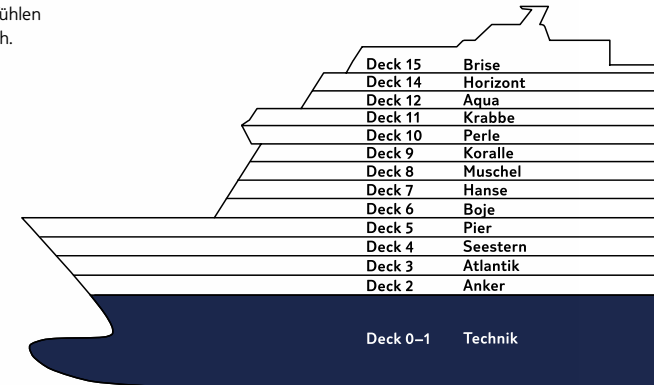 ühlen
h.
Deck 15 Brise
Deck 14 Horizont
Deck 12 Aqua
Deck 11 Krabbe
Deck 10 Perle
Deck 9 Koralle
Deck 8 Muschel
Deck 7 Hanse
Deck 6 Boje
Deck 5 Pier
Deck 4 Seestern
Deck 3 Atlantik
Deck 2 Anker
Deck 0–1 Technik